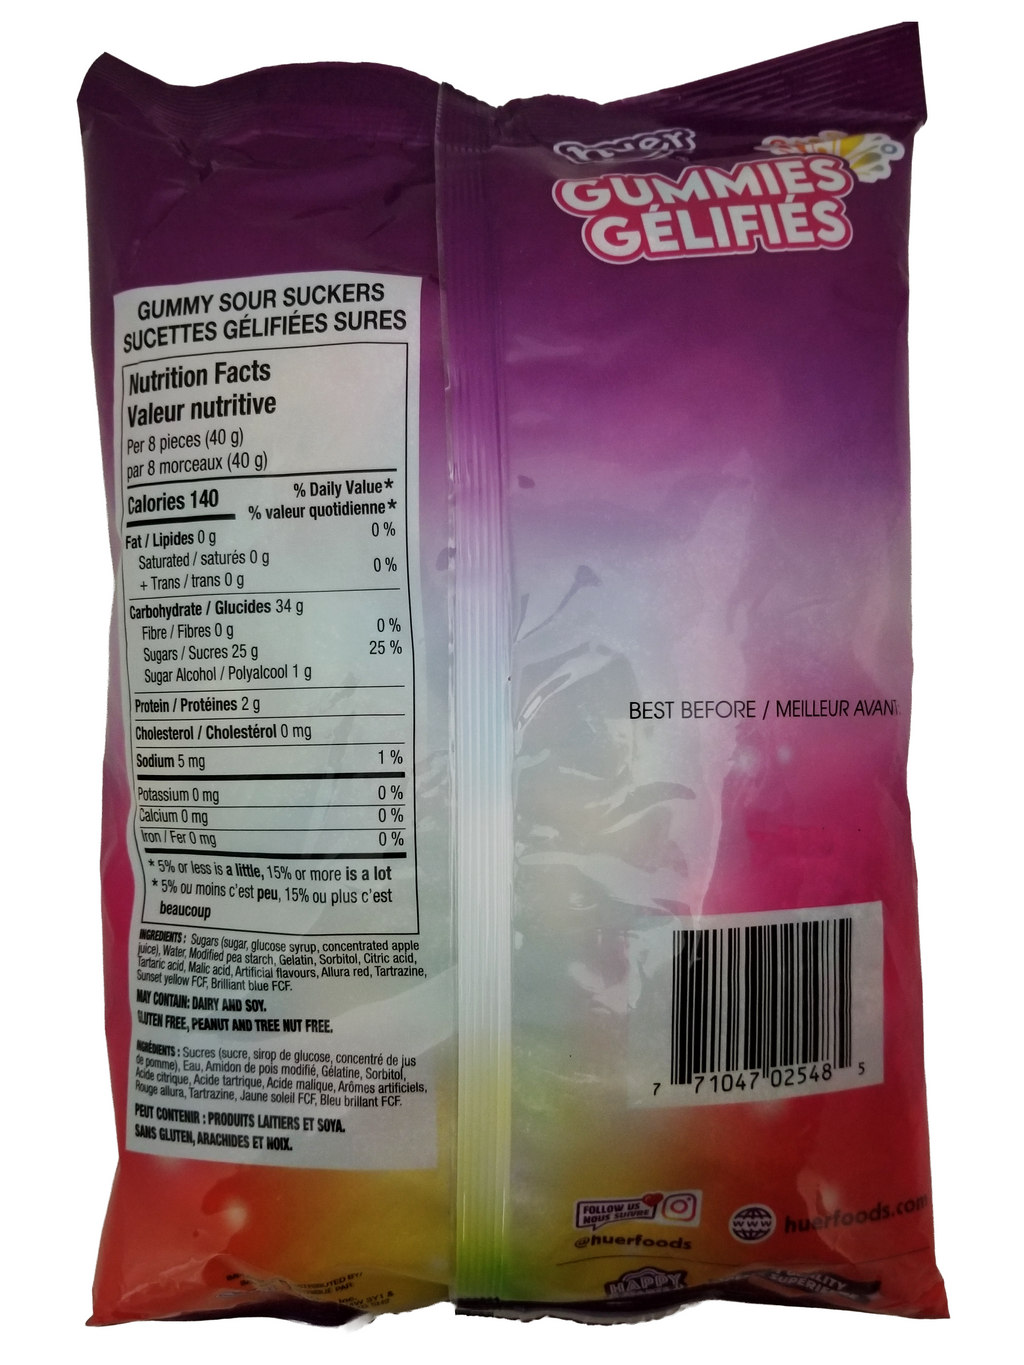 huer
GUMMIES
GÉLIFIÉS
GUMMY SOUR SUCKERS
SUCETTES GÉLIFIÉES SURES
Nutrition Facts
Valeur nutritive
Per 8 pieces (40 g)
par 8 morceaux (40 g)
Calories 140
% Daily Value*
% valeur quotidienne*
Fat / Lipides 0 g 0 %
Saturated / saturés 0 g
+ Trans / trans 0 g 0 %
Carbohydrate / Glucides 34 g
Fibre / Fibres 0 g 0 %
Sugars / Sucres 25 g 25 %
Sugar Alcohol / Polyalcool 1 g
Protein / Protéines 2 g
Cholesterol / Cholestérol 0 mg
Sodium 5 mg 1 %
Potassium 0 mg 0 %
Calcium 0 mg 0 %
Iron / Fer 0 mg 0 %
* 5% or less is a little, 15% or more is a lot
* 5% ou moins c'est peu, 15% ou plus c'est
beaucoup
INGREDIENTS : Sugars (sugar, glucose syrup, concentrated apple
juice), Water, Modified pea starch, Gelatin, Sorbitol, Citric acid,
Tartaric acid, Malic acid, Artificial flavours, Allura red, Tartrazine,
Sunset yellow FCF, Brilliant blue FCF.
MAY CONTAIN: DAIRY AND SOY.
GLUTEN FREE, PEANUT AND TREE NUT FREE.
INGRÉDIENTS : Sucres (sucre, sirop de glucose, concentré de jus
de pomme), Eau, Amidon de pois modifié, Gélatine, Sorbitol,
Acide citrique, Acide tartrique, Acide malique, Arômes artificiels,
Rouge allura, Tartrazine, Jaune soleil FCF, Bleu brillant FCF.
PEUT CONTENIR : PRODUITS LAITIERS ET SOYA.
SANS GLUTEN, ARACHIDES ET NOIX.
BEST BEFORE / MEILLEUR AVANT:
7 71047 02548 5
FOLLOW US
NOUS SUIVRE
@huerfoods
www huerfoods.com
HAPPY